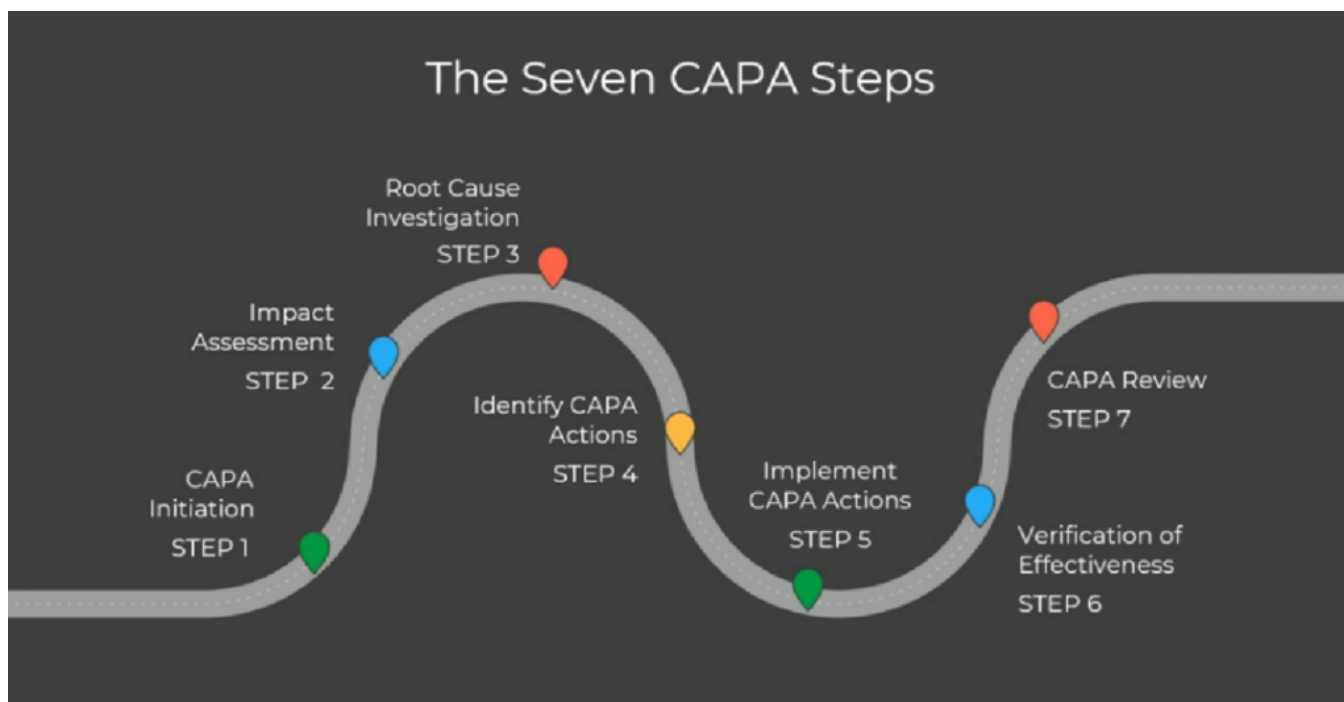 The Seven CAPA Steps
CAPA
Initiation
STEP 1
Impact
Assessment
STEP 2
Root Cause
Investigation
STEP 3
Identify CAPA
Actions
STEP 4
Implement
CAPA Actions
STEP 5
Verification of
Effectiveness
STEP 6
CAPA Review
STEP 7